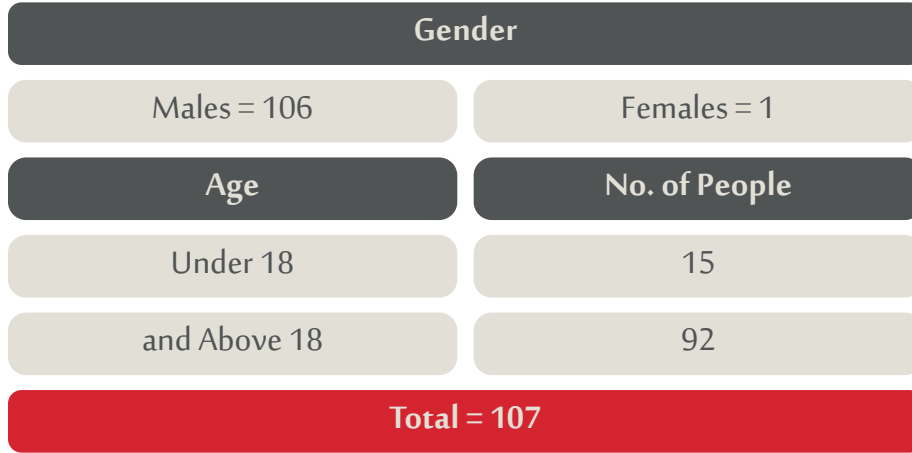 Gender
Males = 106 Females = 1
Age No. of People
Under 18 15
and Above 18 92
Total = 107